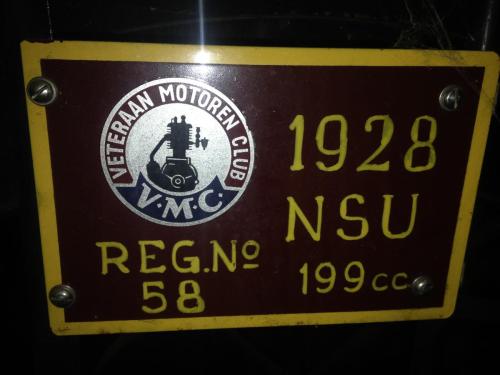 VETERAAN MOTOREN CLUB
V.M.C.
1928
NSU
199cc
REG.Nº
58